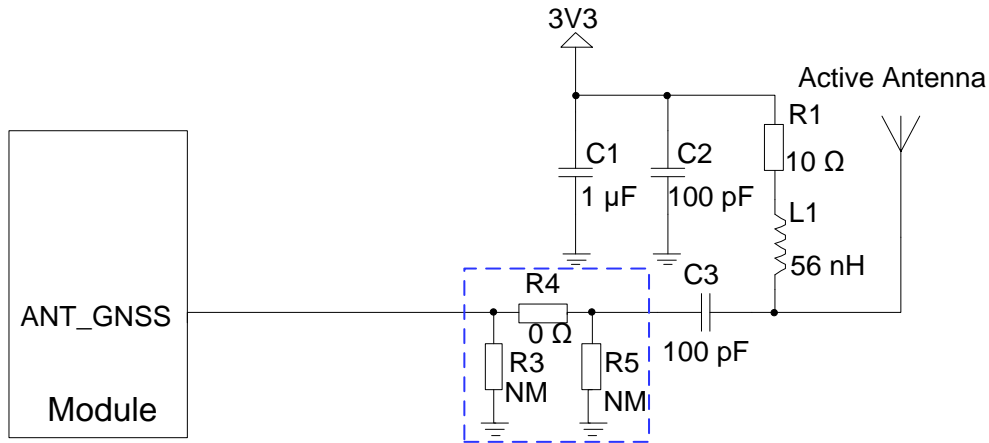 3V3
Active Antenna
R1
10 Ω
C1
1 µF
C2
100 pF
L1
56 nH
C3
100 pF
R4
0 Ω
R3
NM
R5
NM
ANT_GNSS
Module